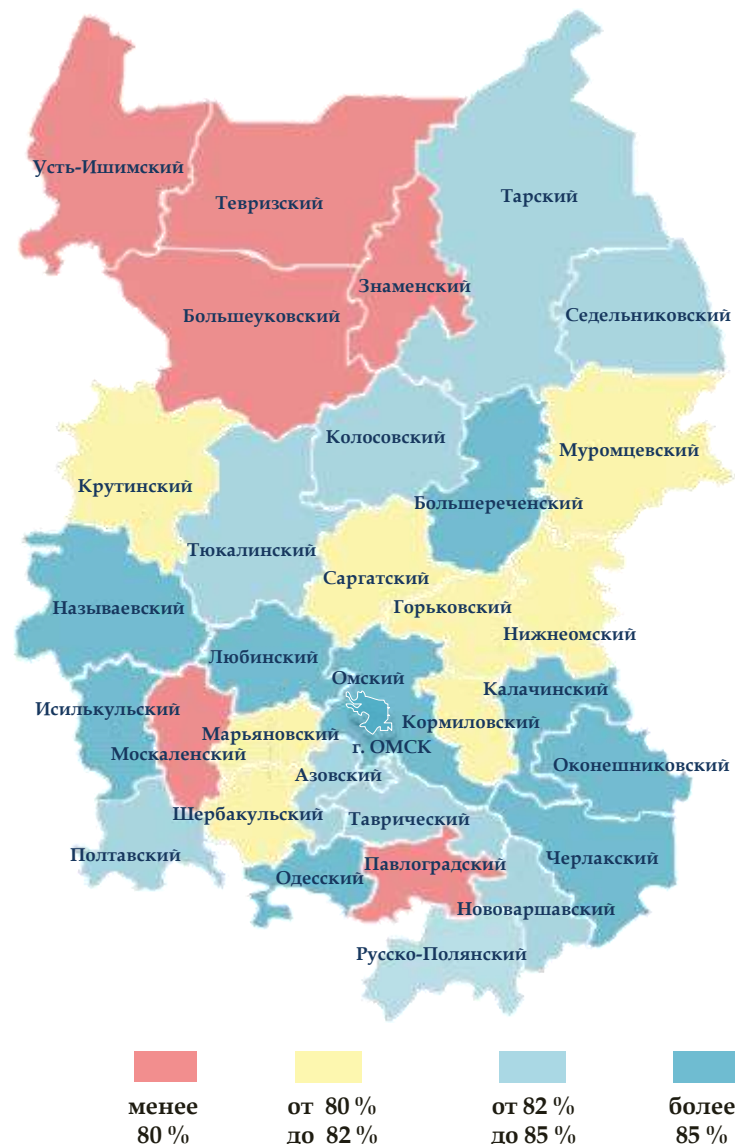 Усть-Ишимский
Тевризский
Тарский
Знаменский
Большеуковский
Седельниковский
Колосовский
Муромцевский
Крутинский
Большереченский
Тюкалинский
Саргатский
Горьковский
Называевский
Нижнеомский
Любинский
Омский
Калачинский
Исилькульский
Кормиловский
Марьяновский
Москаленский
г. ОМСК
Оконешниковский
Азовский
Шербакульский
Таврический
Полтавский
Павлоградский
Черлакский
Одесский
Нововаршавский
Русско-Полянский
менее
80 %
от 80 %
до 82 %
от 82 %
до 85 %
более
85 %